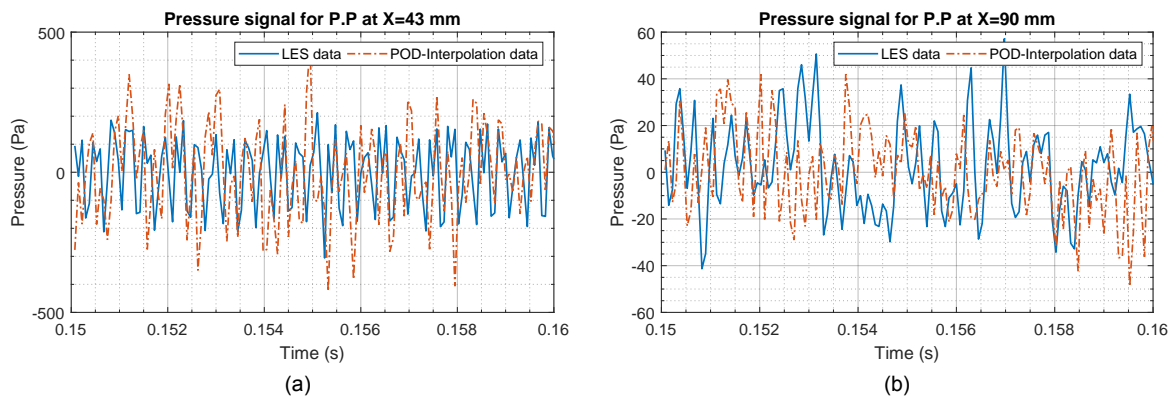 Pressure signal for P.P at X=43 mm
LES data
POD-Interpolation data
500
0
-500
Pressure (Pa)
0.15
0.152
0.154
0.156
0.158
0.16
Time (s)
(a)
Pressure signal for P.P at X=90 mm
LES data
POD-Interpolation data
60
40
20
0
-20
-40
-60
Pressure (Pa)
0.15
0.152
0.154
0.156
0.158
0.16
Time (s)
(b)